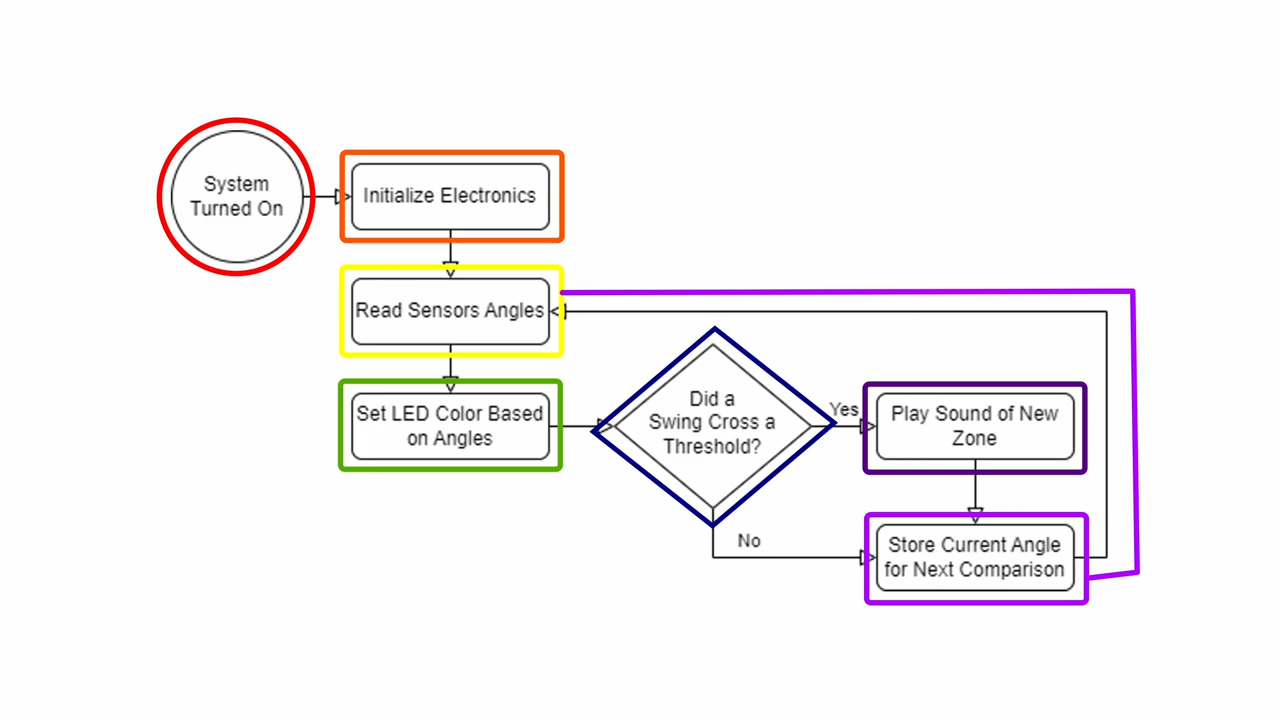 System
Turned On
Initialize Electronics
Read Sensors Angles
Set LED Color Based
on Angles
Did a
Swing Cross a
Threshold?
Yes
Play Sound of New
Zone
No
Store Current Angle
for Next Comparison